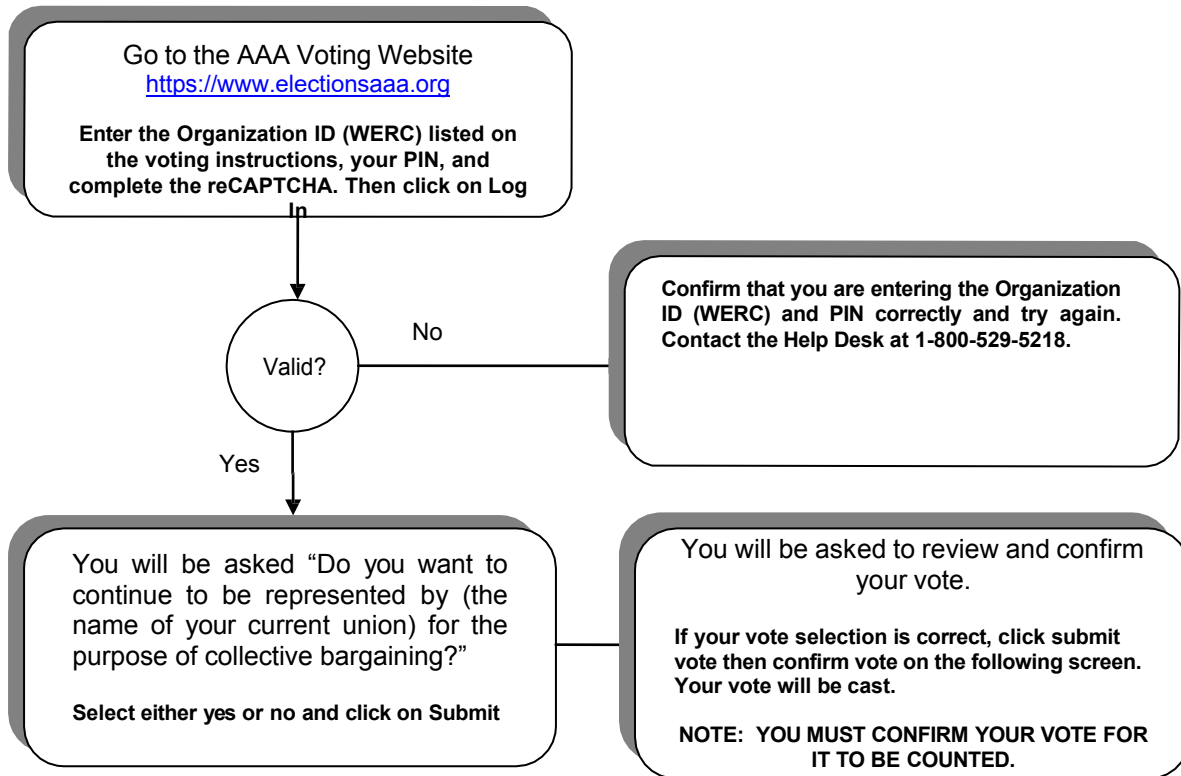 Go to the AAA Voting Website
https://www.electionsaaa.org
Enter the Organization ID (WERC) listed on
the voting instructions, your PIN, and
complete the reCAPTCHA. Then click on Log
In
Valid?
No
Confirm that you are entering the Organization
ID (WERC) and PIN correctly and try again.
Contact the Help Desk at 1-800-529-5218.
Yes
You will be asked “Do you want to
continue to be represented by (the
name of your current union) for the
purpose of collective bargaining?”
Select either yes or no and click on Submit
You will be asked to review and confirm
your vote.
If your vote selection is correct, click submit
vote then confirm vote on the following screen.
Your vote will be cast.
NOTE: YOU MUST CONFIRM YOUR VOTE FOR
IT TO BE COUNTED.